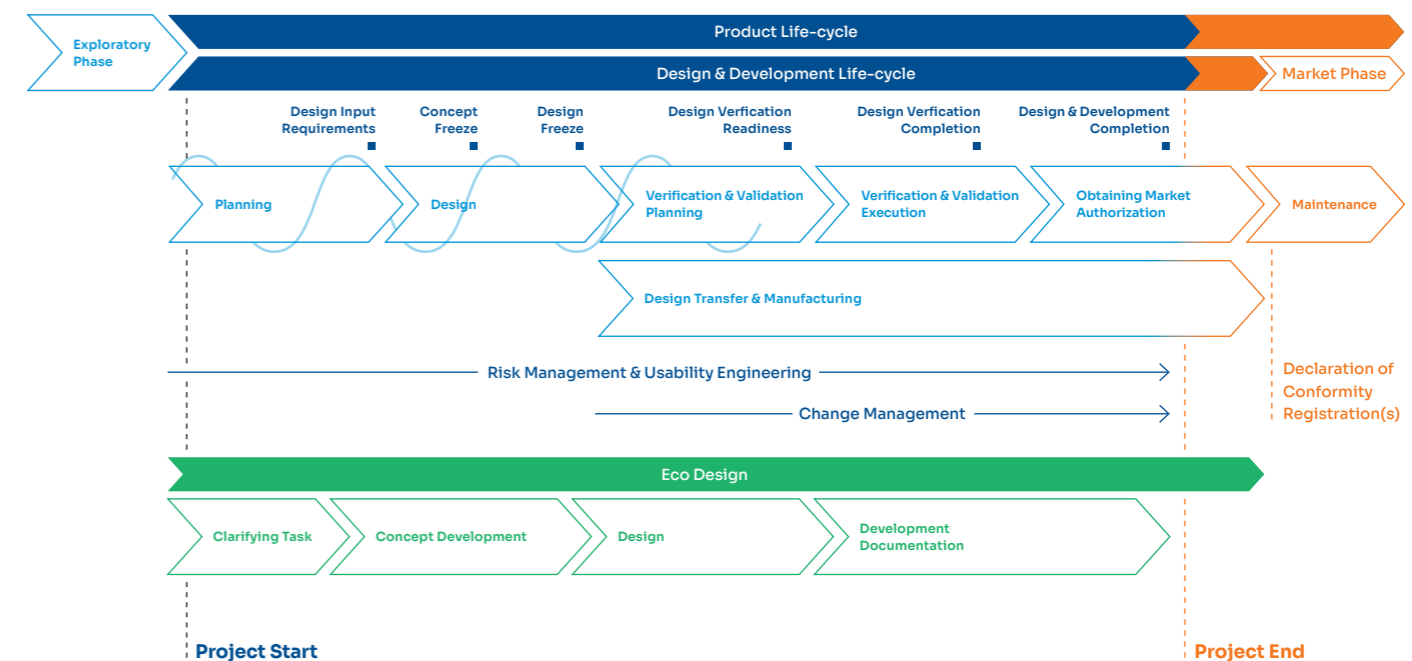 Exploratory
Phase
Product Life-cycle
Design & Development Life-cycle
Market Phase
Design Input
Requirements
Concept
Freeze
Design
Freeze
Design Verfication
Readiness
Design Verfication
Completion
Design & Development
Completion
Planning
Design
Verification & Validation
Planning
Verification & Validation
Execution
Obtaining Market
Authorization
Maintenance
Design Transfer & Manufacturing
Risk Management & Usability Engineering
Change Management
Declaration of
Conformity
Registration(s)
Eco Design
Clarifying Task
Concept Development
Design
Development
Documentation
Project Start
Project End